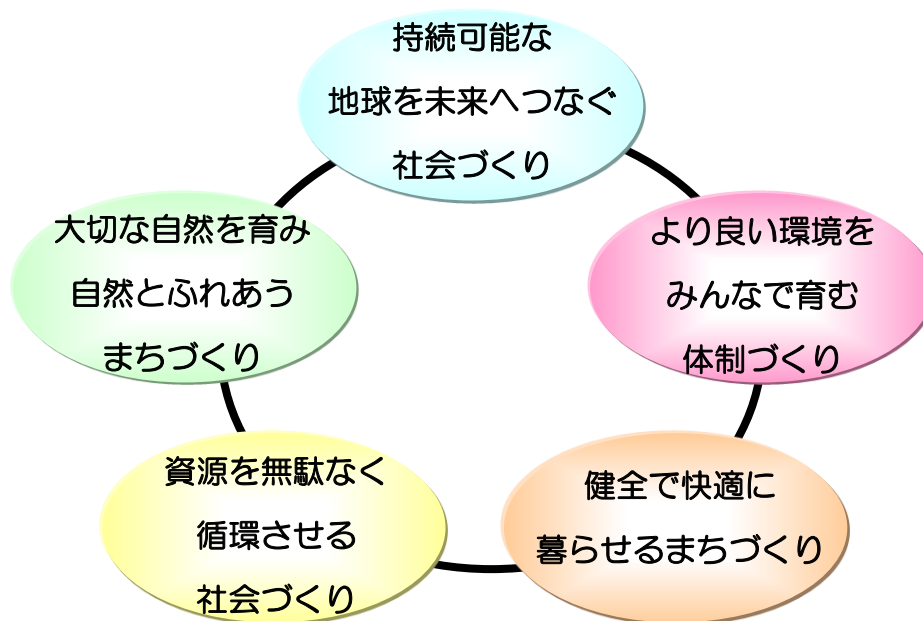 持続可能な
地球を未来へつなぐ
社会づくり
大切な自然を育み
自然とふれあう
まちづくり
より良い環境を
みんなで育む
体制づくり
資源を無駄なく
循環させる
社会づくり
健全で快適に
暮らせるまちづくり